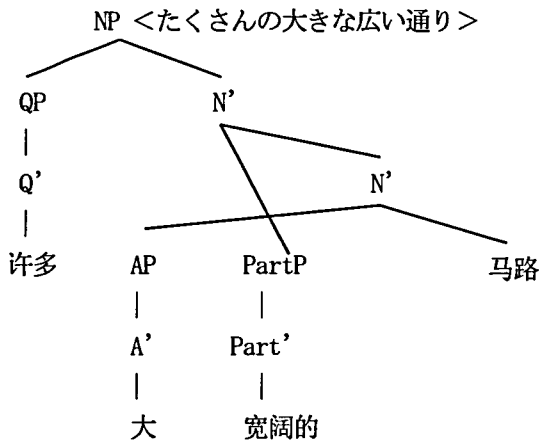 NP <たくさんの大きな広い通り>
QP N'
Q' N'
许多 AP PartP 马路
A' Part'
大 宽阔的